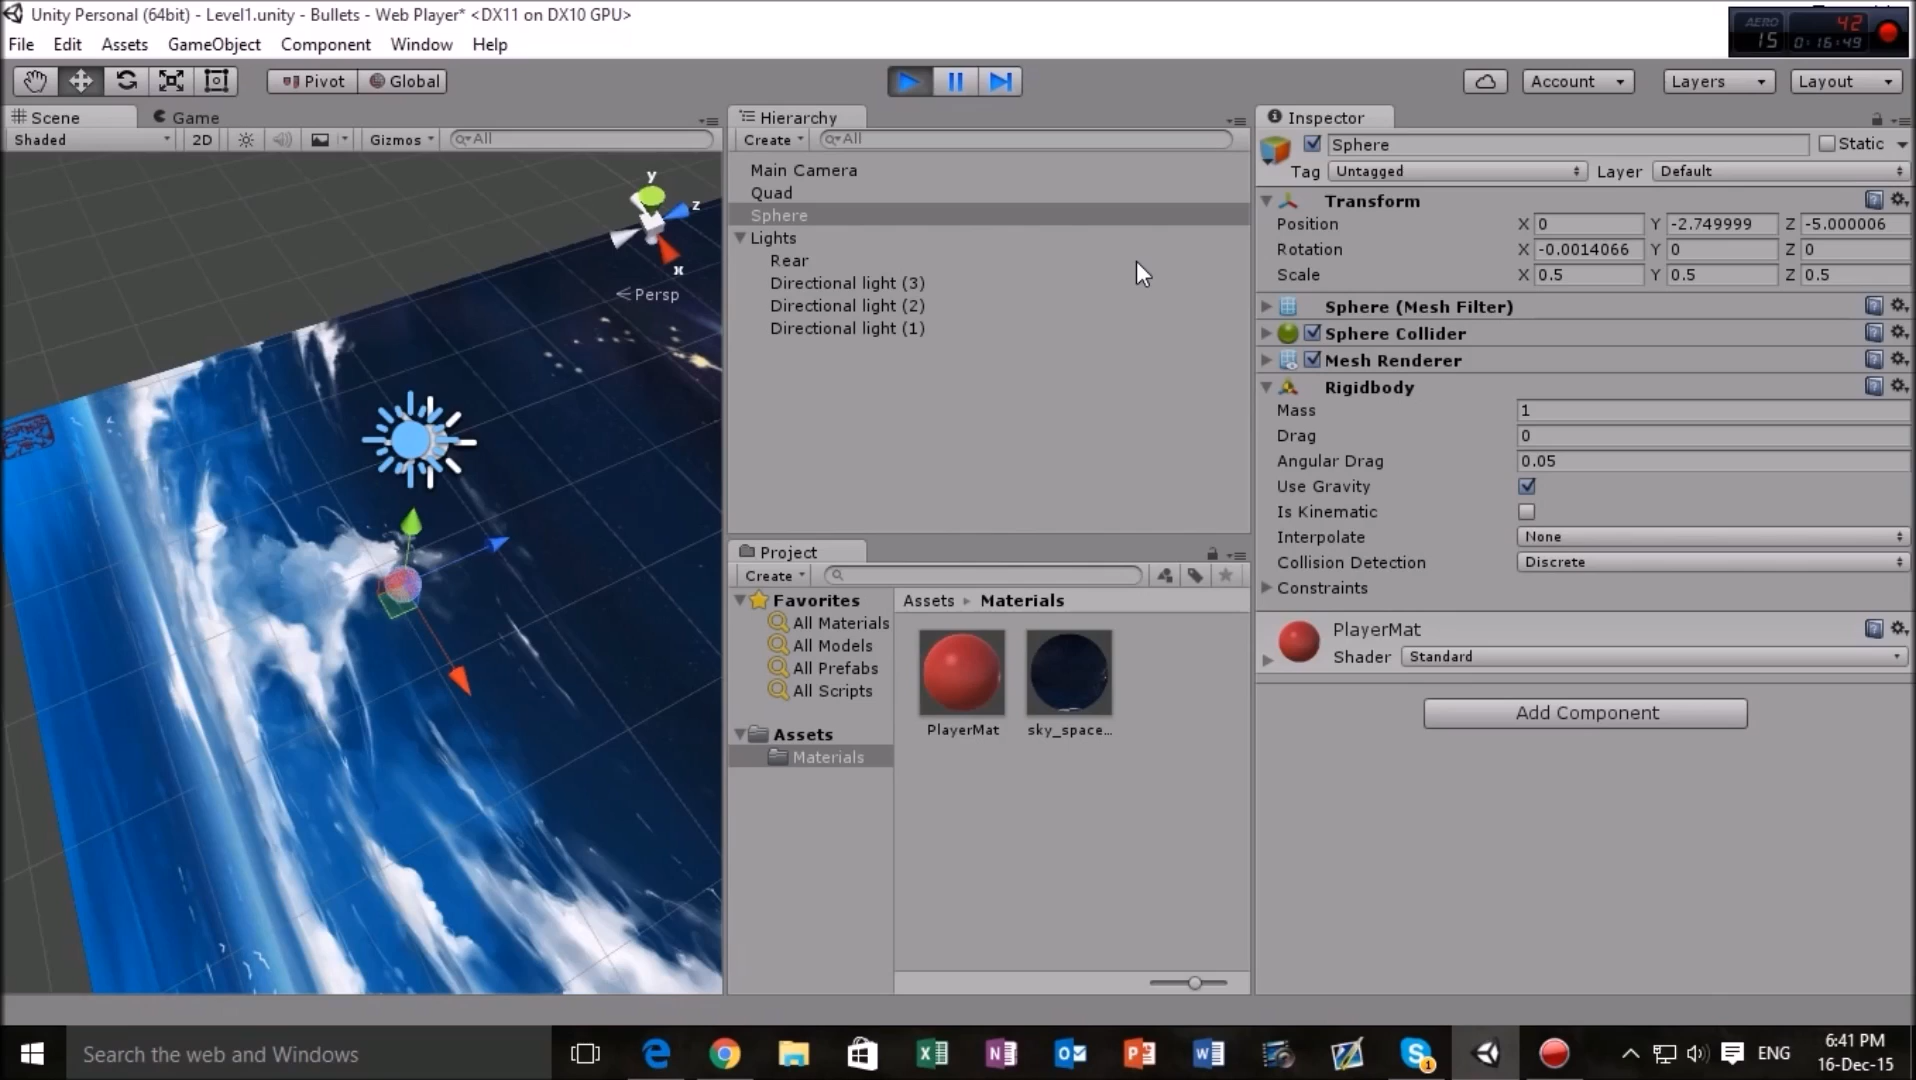 Unity Personal (64bit) - Level1.unity - Bullets - Web Player* <DX11 on DX10 GPU>
AERO 42
15 0:16:49
File Edit Assets GameObject Component Window Help
Pivot Global Account Layers Layout
Scene Game
Shaded 2D Gizmos All
y
z
x
Persp
Hierarchy
Create All
Main Camera
Quad
Sphere
Lights
Rear
Directional light (3)
Directional light (2)
Directional light (1)
Project
Create
Favorites
All Materials
All Models
All Prefabs
All Scripts
Assets
Materials
Assets Materials
PlayerMat sky_space...
Inspector
Sphere Static
Tag Untagged Layer Default
Transform
Position X 0 Y -2.749999 Z -5.000006
Rotation X -0.0014066 Y 0 Z 0
Scale X 0.5 Y 0.5 Z 0.5
Sphere (Mesh Filter)
Sphere Collider
Mesh Renderer
Rigidbody
Mass 1
Drag 0
Angular Drag 0.05
Use Gravity
Is Kinematic
Interpolate None
Collision Detection Discrete
Constraints
PlayerMat
Shader Standard
Add Component
Search the web and Windows
ENG
6:41 PM
16-Dec-15